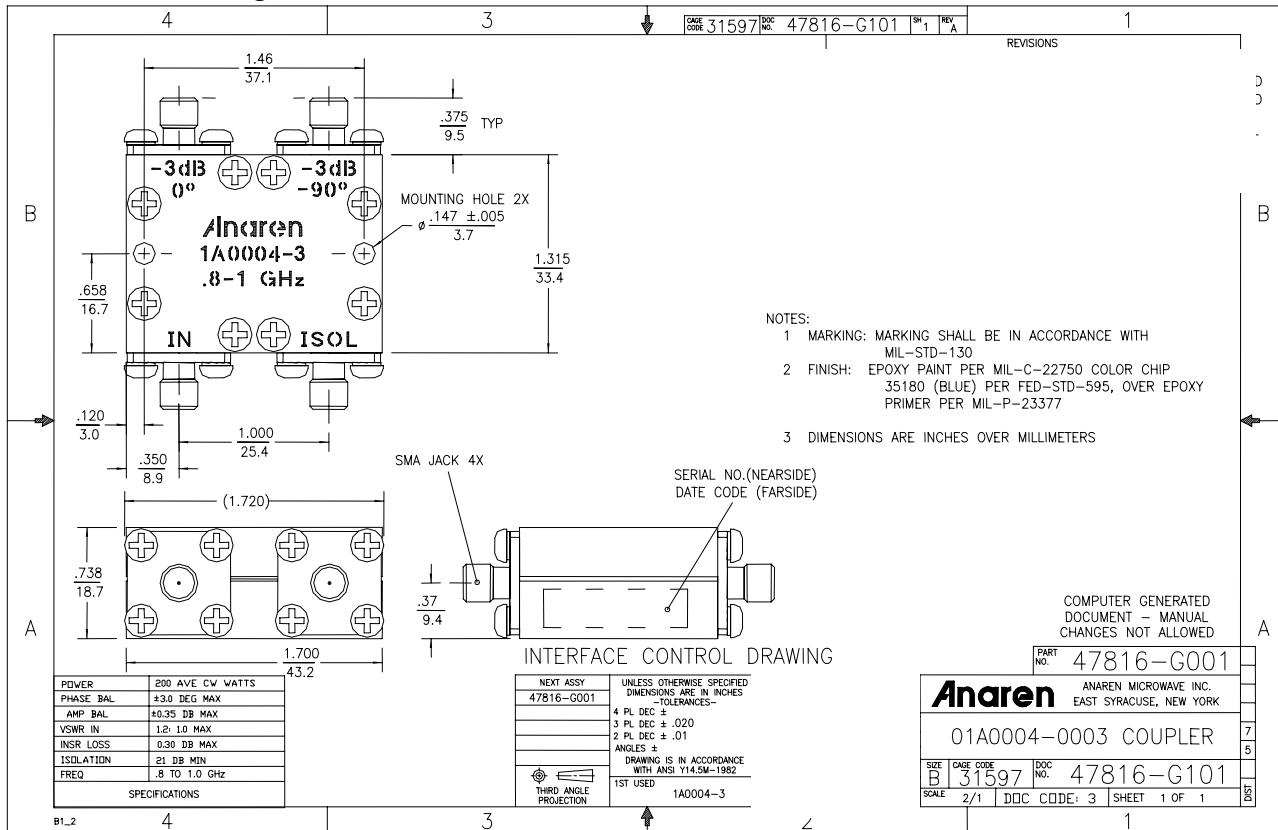 4
3
1
CAGE CODE 31597 DOC NO. 47816-G101 SH 1 REV A
REVISIONS
1.46
37.1
.375
9.5
TYP
-3dB
0°
-3dB
-90°
MOUNTING HOLE 2X
ø .147 ±.005
3.7
B
B
Anaren
1A0004-3
.8-1 GHz
1.315
33.4
.658
16.7
IN
ISOL
NOTES:
1 MARKING: MARKING SHALL BE IN ACCORDANCE WITH
MIL-STD-130
2 FINISH: EPOXY PAINT PER MIL-C-22750 COLOR CHIP
35180 (BLUE) PER FED-STD-595, OVER EPOXY
PRIMER PER MIL-P-23377
3 DIMENSIONS ARE INCHES OVER MILLIMETERS
.120
3.0
1.000
25.4
.350
8.9
SMA JACK 4X
SERIAL NO.(NEARSIDE)
DATE CODE (FARSIDE)
(1.720)
.738
18.7
.37
9.4
1.700
43.2
A
A
INTERFACE CONTROL DRAWING
COMPUTER GENERATED
DOCUMENT - MANUAL
CHANGES NOT ALLOWED
POWER 200 AVE CW WATTS
PHASE BAL ±3.0 DEG MAX
AMP BAL ±0.35 DB MAX
VSWR IN 1.2: 1.0 MAX
INSR LOSS 0.30 DB MAX
ISOLATION 21 DB MIN
FREQ .8 TO 1.0 GHz
SPECIFICATIONS
NEXT ASSY
47816-G001
UNLESS OTHERWISE SPECIFIED
DIMENSIONS ARE IN INCHES
-TOLERANCES-
4 PL DEC ±
3 PL DEC ± .020
2 PL DEC ± .01
ANGLES ±
DRAWING IS IN ACCORDANCE
WITH ANSI Y14.5M-1982
THIRD ANGLE
PROJECTION
1ST USED
1A0004-3
PART NO. 47816-G001
Anaren
ANAREN MICROWAVE INC.
EAST SYRACUSE, NEW YORK
01A0004-0003 COUPLER
7
5
SIZE B CAGE CODE 31597 DOC NO. 47816-G101
SCALE 2/1 DOC CODE: 3 SHEET 1 OF 1
DIST
B1_2
4
3
1